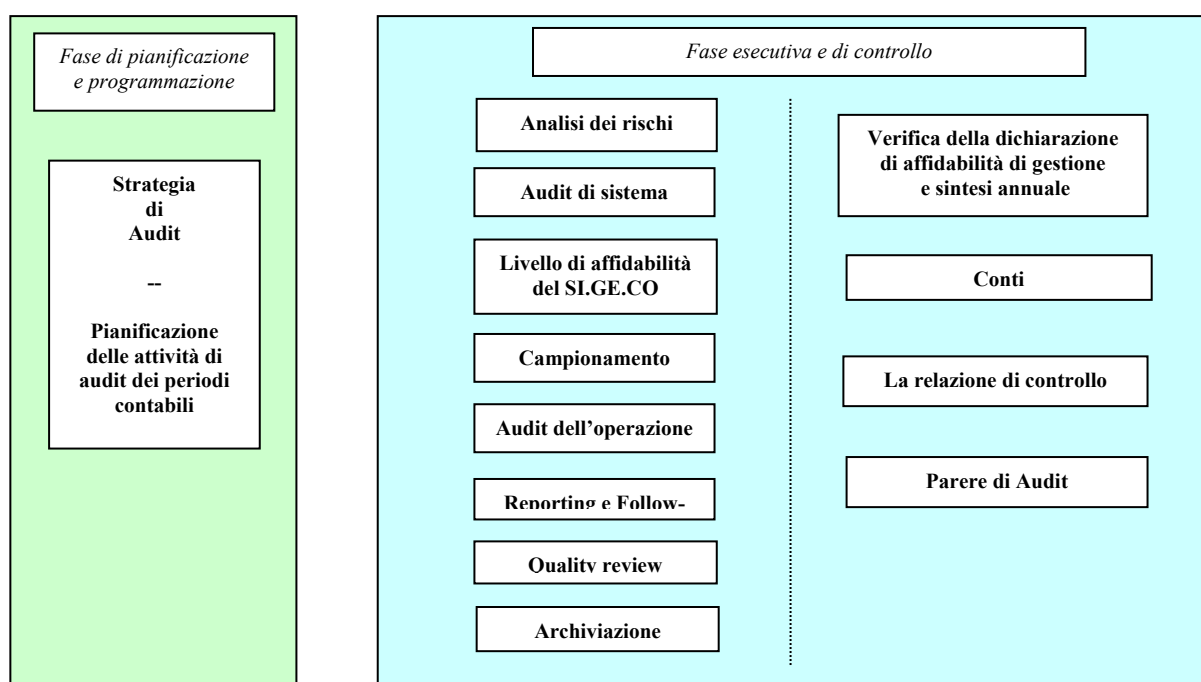 Fase di pianificazione
e programmazione
Strategia
di
Audit
--
Pianificazione
delle attività di
audit dei periodi
contabili
Fase esecutiva e di controllo
Analisi dei rischi
Audit di sistema
Livello di affidabilità
del SI.GE.CO
Campionamento
Audit dell’operazione
Reporting e Follow-
Quality review
Archiviazione
Verifica della dichiarazione
di affidabilità di gestione
e sintesi annuale
Conti
La relazione di controllo
Parere di Audit